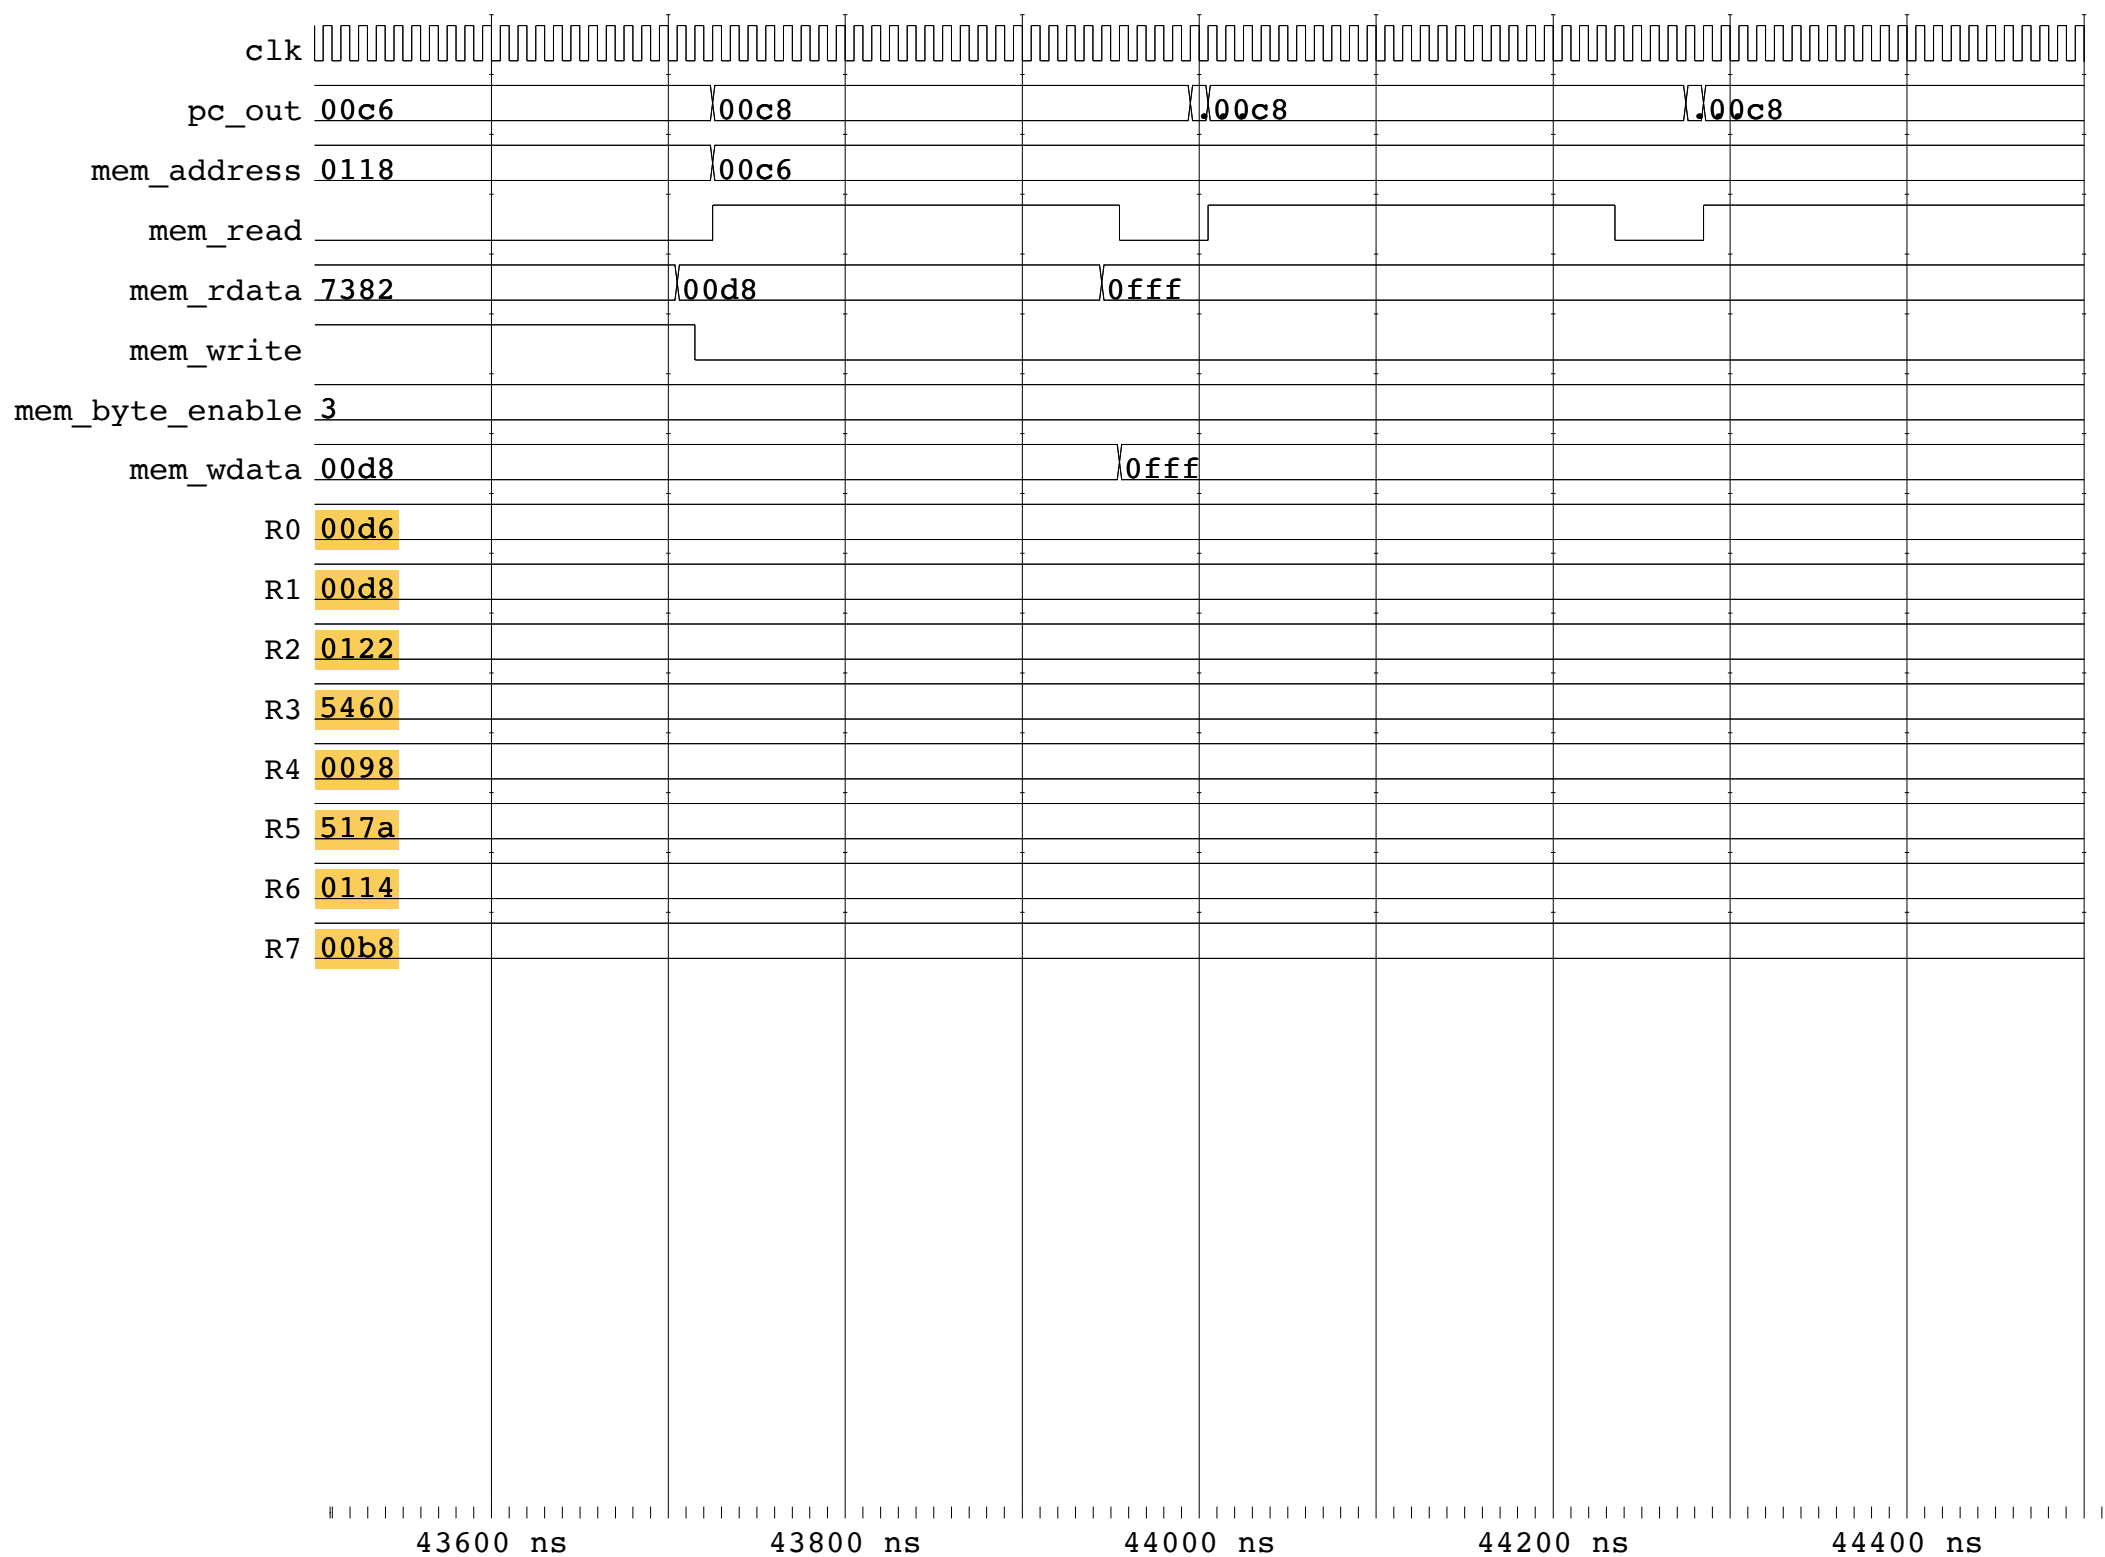 clk
pc_out 00c6 00c8 00c8 00c8
mem_address 0118 00c6
mem_read
mem_rdata 7382 00d8 0fff
mem_write
mem_byte_enable 3
mem_wdata 00d8 0fff
R0 00d6
R1 00d8
R2 0122
R3 5460
R4 0098
R5 517a
R6 0114
R7 00b8
43600 ns 43800 ns 44000 ns 44200 ns 44400 ns